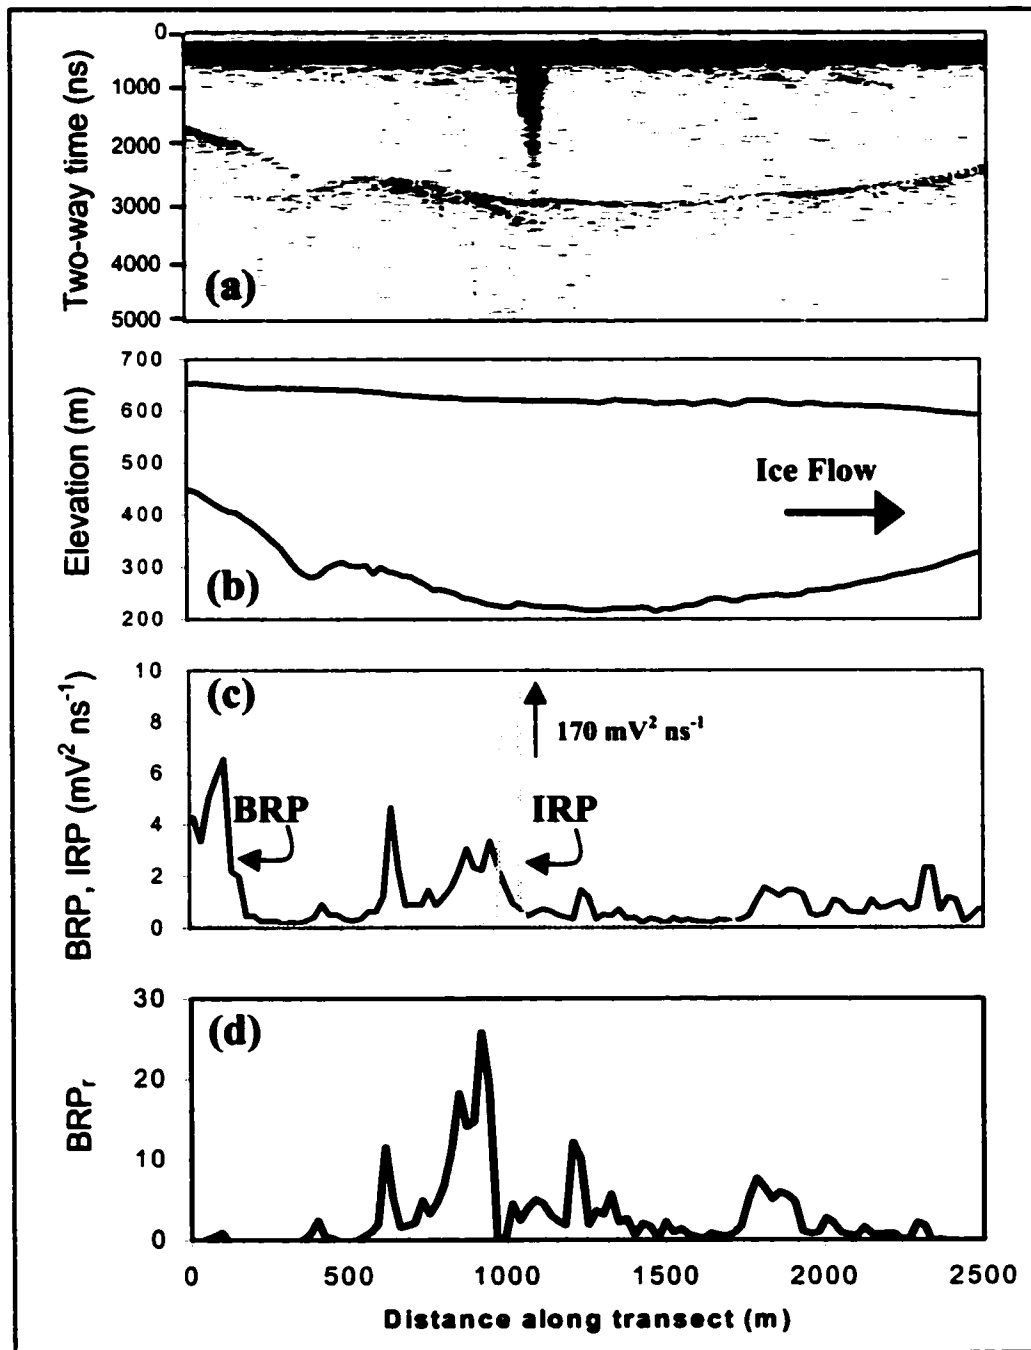 0
1000
2000
3000
4000
5000
Two-way time (ns)
(a)
700
600
500
400
300
200
Elevation (m)
Ice Flow
(b)
10
8
6
4
2
0
BRP, IRP (mV² ns⁻¹)
(c)
170 mV² ns⁻¹
BRP
IRP
30
20
10
0
BRPᵣ
(d)
0 500 1000 1500 2000 2500
Distance along transect (m)